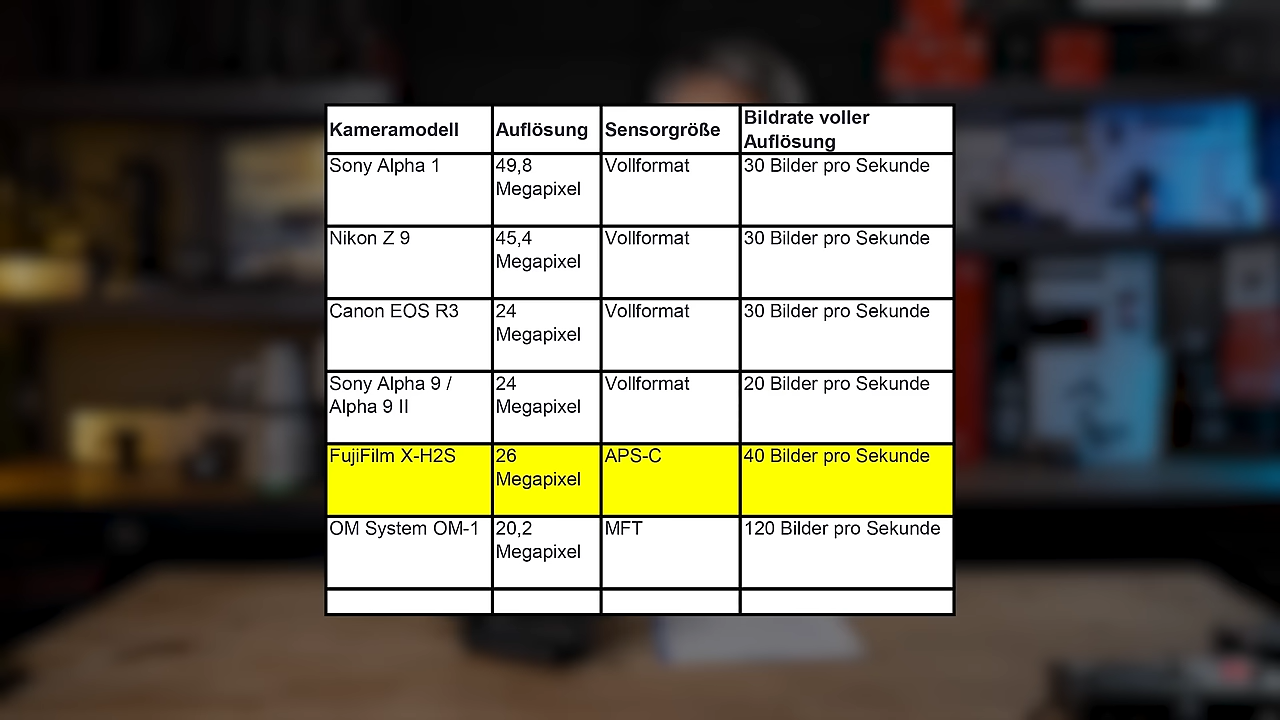 Kameramodell Auflösung Sensorgröße Bildrate voller Auflösung
Sony Alpha 1 49,8 Megapixel Vollformat 30 Bilder pro Sekunde
Nikon Z 9 45,4 Megapixel Vollformat 30 Bilder pro Sekunde
Canon EOS R3 24 Megapixel Vollformat 30 Bilder pro Sekunde
Sony Alpha 9 / Alpha 9 II 24 Megapixel Vollformat 20 Bilder pro Sekunde
FujiFilm X-H2S 26 Megapixel APS-C 40 Bilder pro Sekunde
OM System OM-1 20,2 Megapixel MFT 120 Bilder pro Sekunde